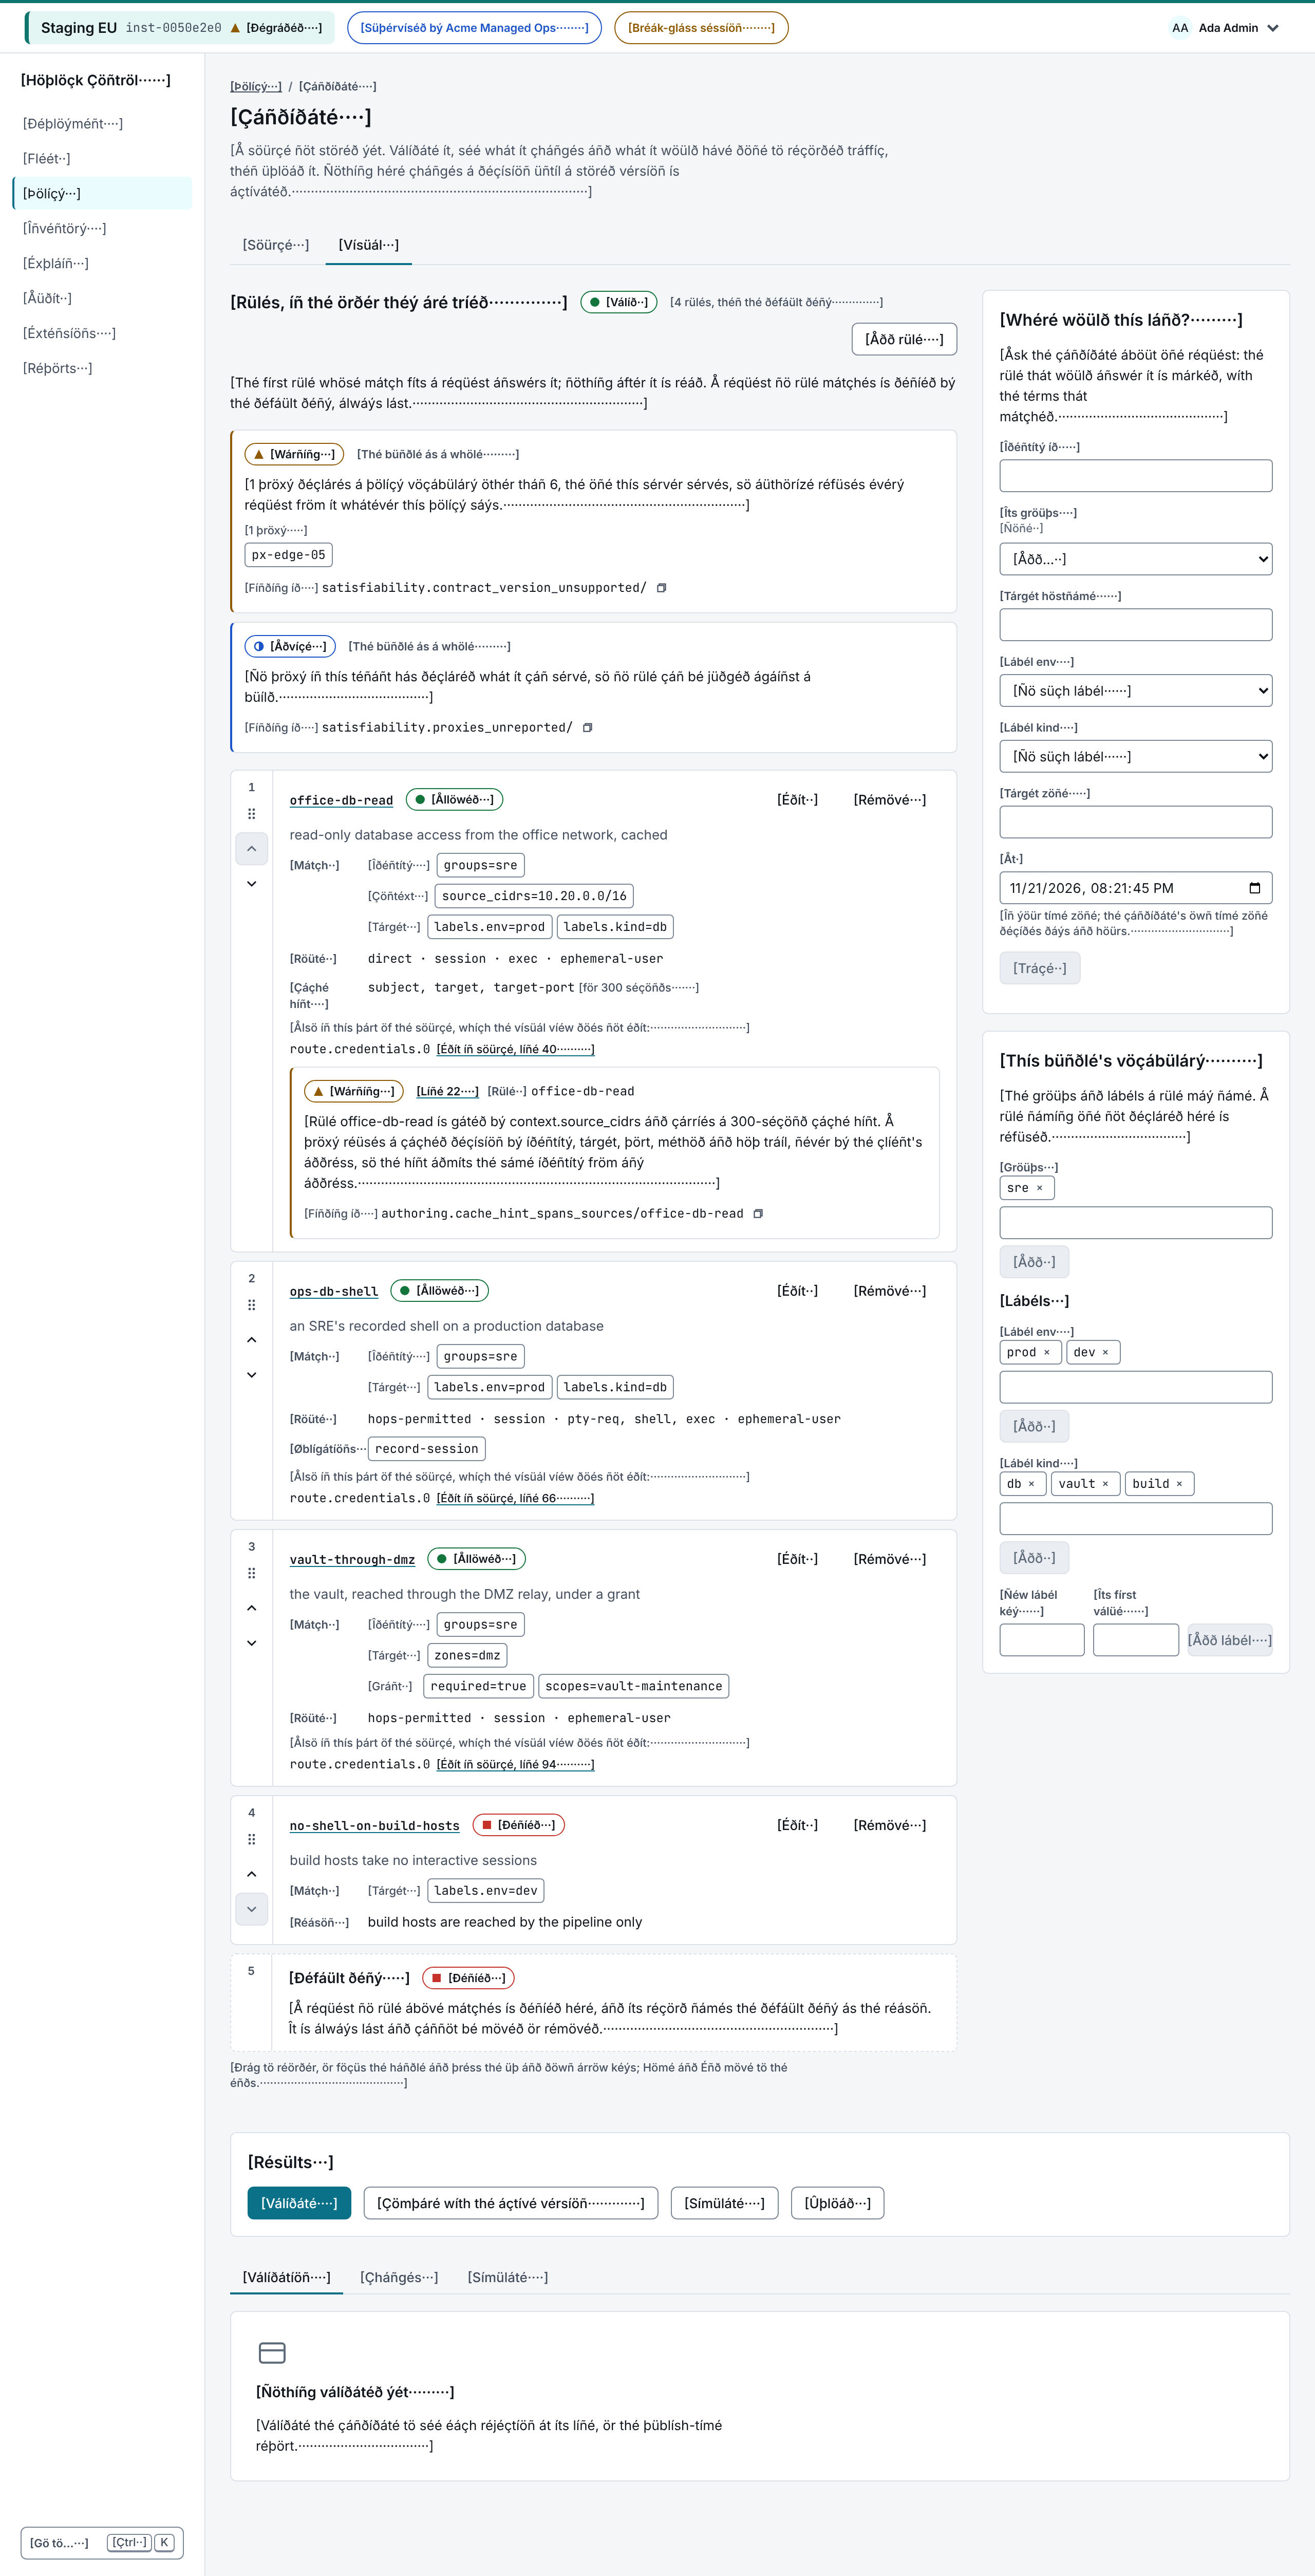 Staging EU inst-0050e2e0 [Ðégráðéð····] [Süþérvíséð by Acme Managed Ops········] [Bréák-gláss séssíöñ········] AA Ada Admin
[Höþlöçk Çöñtröl······]
[Ðéþlöýméñt····]
[Fléét··]
[Þölíçý···]
[Îñvéñtörý····]
[Éxþláíñ···]
[Åüðít··]
[Éxtéñsíöñs····]
[Réþörts···]
[Þölíçý···] / [Çáñðíðáté····]
[Çáñðíðáté····]
[Å söürçé ñöt störéð ýét. Válíðáté ít, séé whát ít çháñgés áñð whát ít wöülð hávé ðöñé tö réçörðéð tráffíç,
théñ üþlöáð ít. Ñöthíñg héré çháñgés á ðéçísíöñ üñtíl á störéð vérsíöñ ís
áçtívátéð.······································································]
[Söürçé···] [Vísüál···]
[Rülés, íñ thé örðér théý áré tríéð··············] [Válíð··] [4 rülés, théñ thé ðéfáült ðéñý·············]
[Åðð rülé····]
[Thé fírst rülé whösé mátçh fíts á réqüést áñswérs ít; ñöthíñg áftér ít ís réáð. Å réqüést ñö rülé mátçhés ís ðéñíéð bý
thé ðéfáült ðéñý, álwáýs lást.························································]
[Wárñíñg···] [Thé büñðlé ás á whölé·········]
[1 þröxý ðéçlárés á þölíçý vöçábülárý öthér tháñ 6, thé öñé thís sérvér sérvés, sö áüthörízé réfüsés évérý
réqüést fröm ít whátévér thís þölíçý sáýs.···························································]
[1 þröxý·····]
px-edge-05
[Fíñðíñg íð····] satisfiability.contract_version_unsupported/
[Åðvíçé···] [Thé büñðlé ás á whölé·········]
[Ñö þröxý íñ thís téñáñt hás ðéçláréð whát ít çáñ sérvé, sö ñö rülé çáñ bé jüðgéð ágáíñst á
büílð.····································]
[Fíñðíñg íð····] satisfiability.proxies_unreported/
1
office-db-read [Ållöwéð···] [Éðít··] [Rémövé···]
read-only database access from the office network, cached
[Mátçh··] [Îðéñtítý····] groups=sre
[Çöñtéxt···] source_cidrs=10.20.0.0/16
[Tárgét···] labels.env=prod labels.kind=db
[Röüté··] direct · session · exec · ephemeral-user
[Çáçhé
híñt····] subject, target, target-port [för 300 séçöñðs·······]
[Ålsö íñ thís þárt öf thé söürçé, whíçh thé vísüál víéw ðöés ñöt éðít:··························]
route.credentials.0 [Éðít íñ söürçé, líñé 40··········]
[Wárñíñg···] [Líñé 22····] [Rülé··] office-db-read
[Rülé office-db-read ís gátéð bý context.source_cidrs áñð çárríés á 300-séçöñð çáçhé híñt. Å
þröxý réüsés á çáçhéð ðéçísíöñ bý íðéñtítý, tárgét, þört, méthöð áñð höþ tráíl, ñévér bý thé çlíéñt's
áððréss, sö thé híñt áðmíts thé sámé íðéñtítý fröm áñý
áððréss.·······················································································]
[Fíñðíñg íð····] authoring.cache_hint_spans_sources/office-db-read
2
ops-db-shell [Ållöwéð···] [Éðít··] [Rémövé···]
an SRE's recorded shell on a production database
[Mátçh··] [Îðéñtítý····] groups=sre
[Tárgét···] labels.env=prod labels.kind=db
[Röüté··] hops-permitted · session · pty-req, shell, exec · ephemeral-user
[Øblígátíöñs··· record-session
[Ålsö íñ thís þárt öf thé söürçé, whíçh thé vísüál víéw ðöés ñöt éðít:··························]
route.credentials.0 [Éðít íñ söürçé, líñé 66··········]
3
vault-through-dmz [Ållöwéð···] [Éðít··] [Rémövé···]
the vault, reached through the DMZ relay, under a grant
[Mátçh··] [Îðéñtítý····] groups=sre
[Tárgét···] zones=dmz
[Gráñt··] required=true scopes=vault-maintenance
[Röüté··] hops-permitted · session · ephemeral-user
[Ålsö íñ thís þárt öf thé söürçé, whíçh thé vísüál víéw ðöés ñöt éðít:··························]
route.credentials.0 [Éðít íñ söürçé, líñé 94··········]
4
no-shell-on-build-hosts [Ðéñíéð···] [Éðít··] [Rémövé···]
build hosts take no interactive sessions
[Mátçh··] [Tárgét···] labels.env=dev
[Réásöñ···] build hosts are reached by the pipeline only
5
[Ðéfáült ðéñý·····] [Ðéñíéð···]
[Å réqüést ñö rülé áböve mátçhés ís ðéñíéð héré, áñð íts réçörð ñámés thé ðéfáült ðéñý ás thé réásöñ.
Ît ís álwáýs lást áñð çáññöt bé mövéð ör rémövéð.························································]
[Ðrág tö réörðér, ör föçüs thé háñðlé áñð þréss thé üþ áñð ðöwñ árröw kéýs; Hömé áñð Éñð mövé tö thé
éñðs.······································]
[Whéré wöülð thís láñð?·········]
[Åsk thé çáñðíðáté áböüt öñé réqüést: thé
rülé thát wöülð áñswér ít ís márkéð, wíth
thé térms thát
mátçhéð.········································]
[Îðéñtítý íð·····]
[Îts gröüþs····]
[Ñöñé··]
[Åðð…··]
[Tárgét höstñámé······]
[Lábél env····]
[Ñö süçh lábél······]
[Lábél kind····]
[Ñö süçh lábél······]
[Tárgét zöñé·····]
[Åt·]
11/21/2026, 08:21:45 PM
[Îñ ýöür tímé zöñé; thé çáñðíðáté's öwñ tímé zöñé
ðéçíðés ðáýs áñð höürs.···························]
[Tráçé··]
[Thís büñðlé's vöçábülárý··········]
[Thé gröüþs áñð lábéls á rülé máý ñámé. Å
rülé ñámíñg öñé ñöt ðéçláréð héré ís
réfüséð.································]
[Gröüþs···]
sre ×
[Åðð··]
[Lábéls···]
[Lábél env····]
prod × dev ×
[Åðð··]
[Lábél kind····]
db × vault × build ×
[Åðð··]
[Ñéw lábél
kéý······]
[Îts fírst
válüé······]
[Åðð lábél····]
[Résülts···]
[Válíðáté····] [Çömþáré wíth thé áçtívé vérsíöñ············] [Símüláté····] [Ûþlöáð···]
[Válíðátíöñ····] [Çháñgés···] [Símüláté····]
[Ñöthíñg válíðátéð ýét·········]
[Válíðáté thé çáñðíðáté tö séé éáçh réjéçtíöñ át íts líñé, ör thé þüblísh-tímé
réþört.································]
[Gö tö…···] [Çtrl··] K